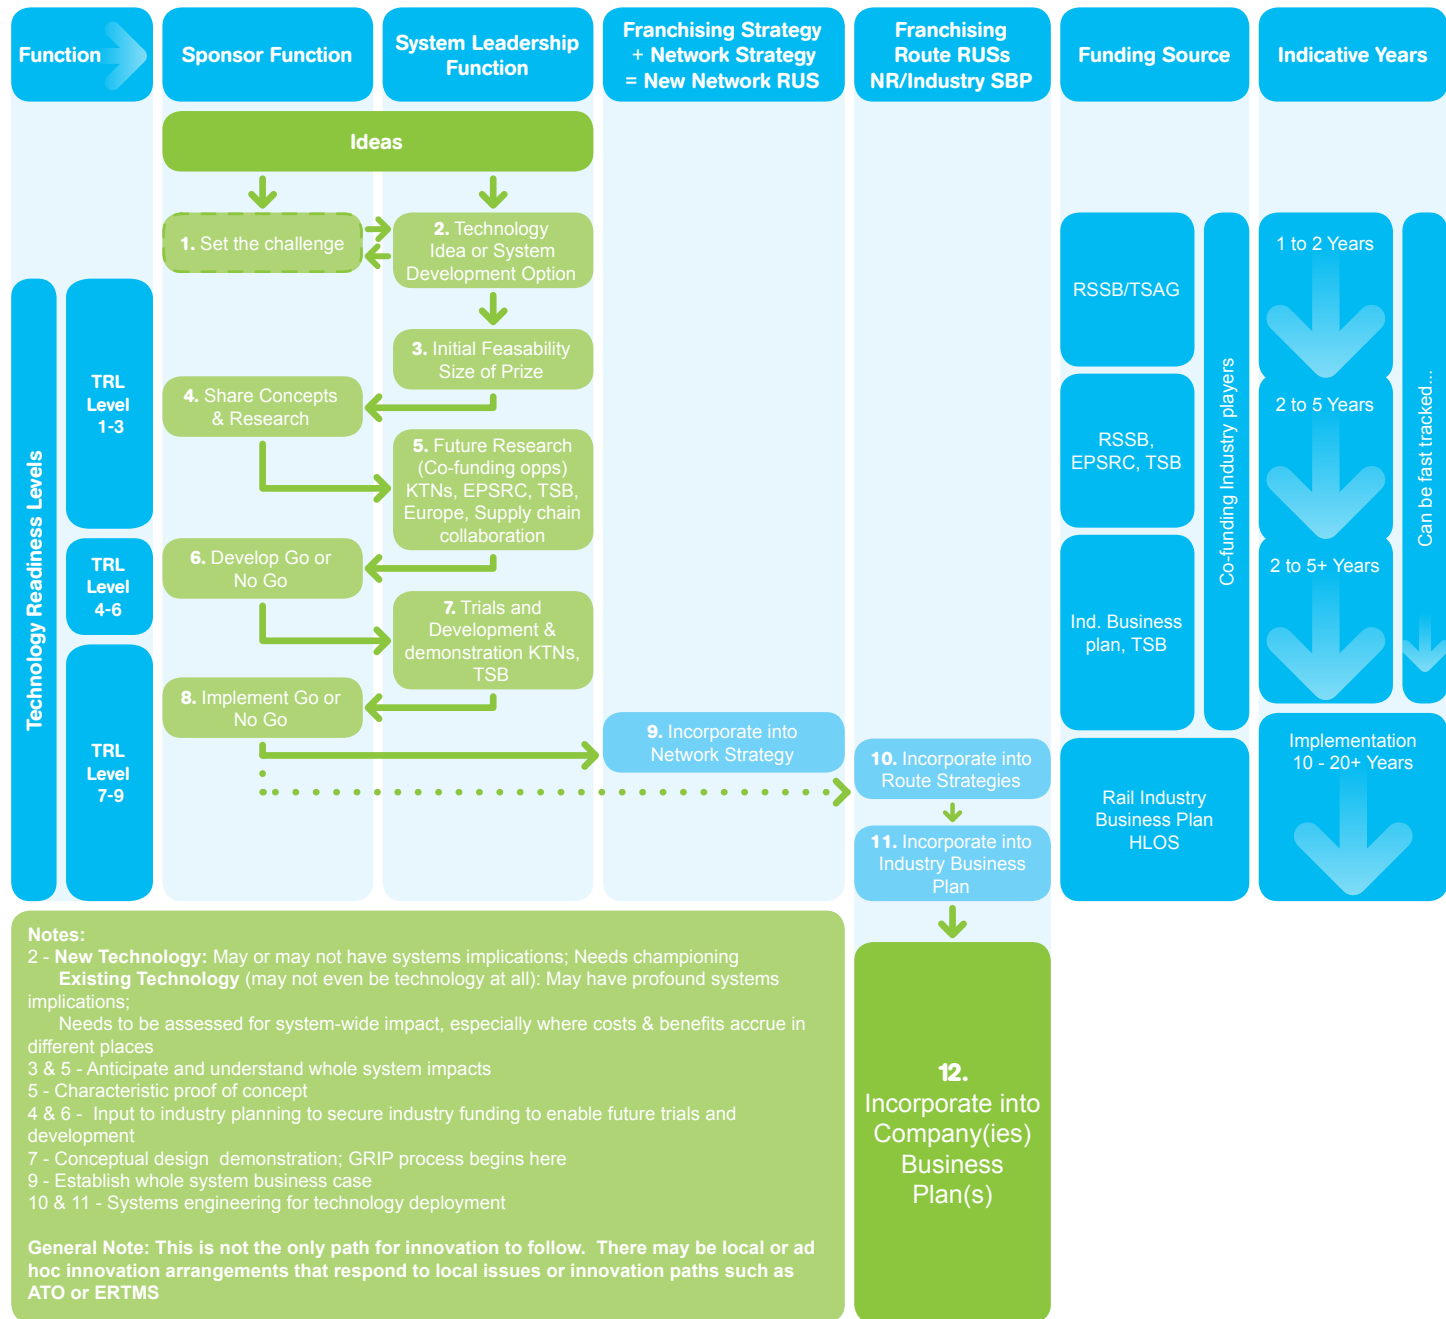 Function
Sponsor Function
System Leadership
Function
Franchising Strategy
+ Network Strategy
= New Network RUS
Franchising
Route RUSs
NR/Industry SBP
Funding Source
Indicative Years
Ideas
1. Set the challenge
2. Technology
Idea or System
Development Option
3. Initial Feasability
Size of Prize
4. Share Concepts
& Research
5. Future Research
(Co-funding opps)
KTNs, EPSRC, TSB,
Europe, Supply chain
collaboration
6. Develop Go or
No Go
7. Trials and
Development &
demonstration KTNs,
TSB
8. Implement Go or
No Go
9. Incorporate into
Network Strategy
10. Incorporate into
Route Strategies
11. Incorporate into
Industry Business
Plan
12.
Incorporate into
Company(ies)
Business
Plan(s)
Technology Readiness Levels
TRL
Level
1-3
TRL
Level
4-6
TRL
Level
7-9
RSSB/TSAG
RSSB,
EPSRC, TSB
Ind. Business
plan, TSB
Rail Industry
Business Plan
HLOS
Co-funding Industry players
1 to 2 Years
2 to 5 Years
2 to 5+ Years
Implementation
10 - 20+ Years
Can be fast tracked...
Notes:
2 - New Technology: May or may not have systems implications; Needs championing
Existing Technology (may not even be technology at all): May have profound systems
implications;
Needs to be assessed for system-wide impact, especially where costs & benefits accrue in
different places
3 & 5 - Anticipate and understand whole system impacts
5 - Characteristic proof of concept
4 & 6 - Input to industry planning to secure industry funding to enable future trials and
development
7 - Conceptual design demonstration; GRIP process begins here
9 - Establish whole system business case
10 & 11 - Systems engineering for technology deployment
General Note: This is not the only path for innovation to follow. There may be local or ad
hoc innovation arrangements that respond to local issues or innovation paths such as
ATO or ERTMS